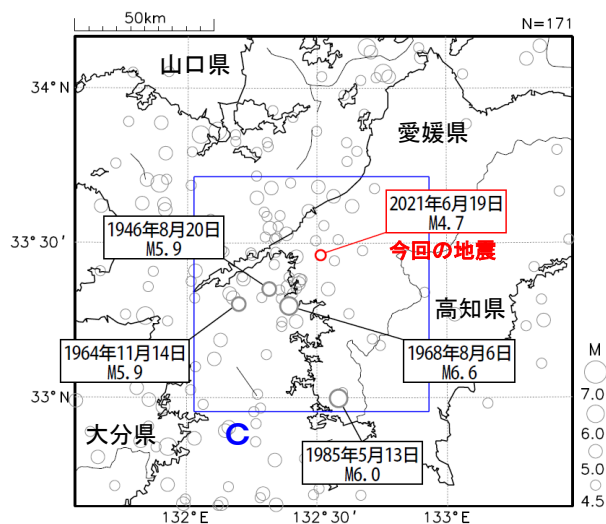 50km
N=171
山口県
34°N
愛媛県
2021年6月19日
M4.7
1946年8月20日
M5.9
33°30′
今回の地震
高知県
1964年11月14日
M5.9
1968年8月6日
M6.6
M
7.0
33°N
6.0
大分県
C
1985年5月13日
M6.0
5.0
4.5
132°E
132°30′
133°E